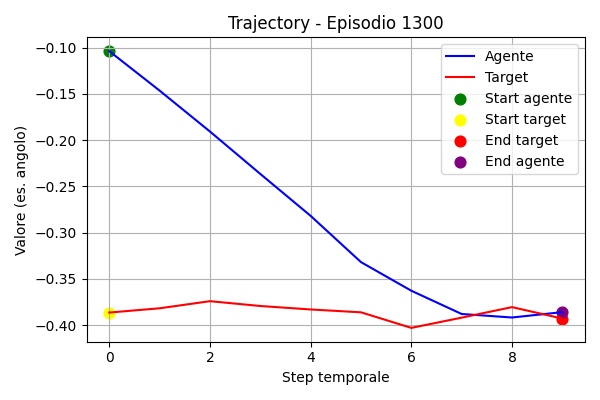 Trajectory - Episodio 1300
Agente
Target
Start agente
Start target
End target
End agente
Valore (es. angolo)
−0.10
−0.15
−0.20
−0.25
−0.30
−0.35
−0.40
0 2 4 6 8
Step temporale